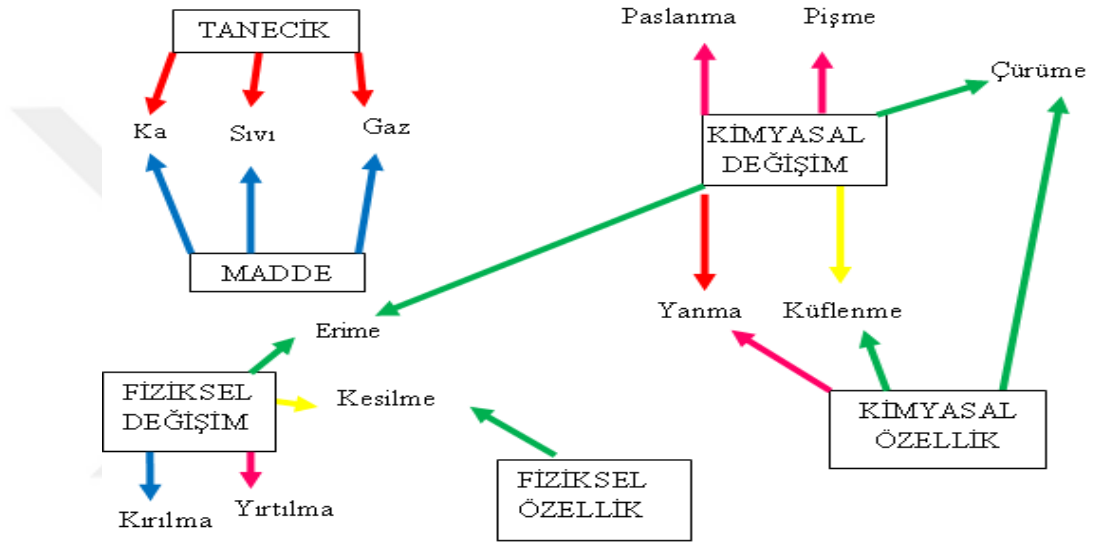 TANECİK
Ka
Sıvı
Gaz
MADDE
Paslanma
Pişme
Çürüme
KİMYASAL
DEĞİŞİM
Yanma
Küflenme
KİMYASAL
ÖZELLİK
Erime
FİZİKSEL
DEĞİŞİM
Kesilme
Kırılma
Yırtılma
FİZİKSEL
ÖZELLİK